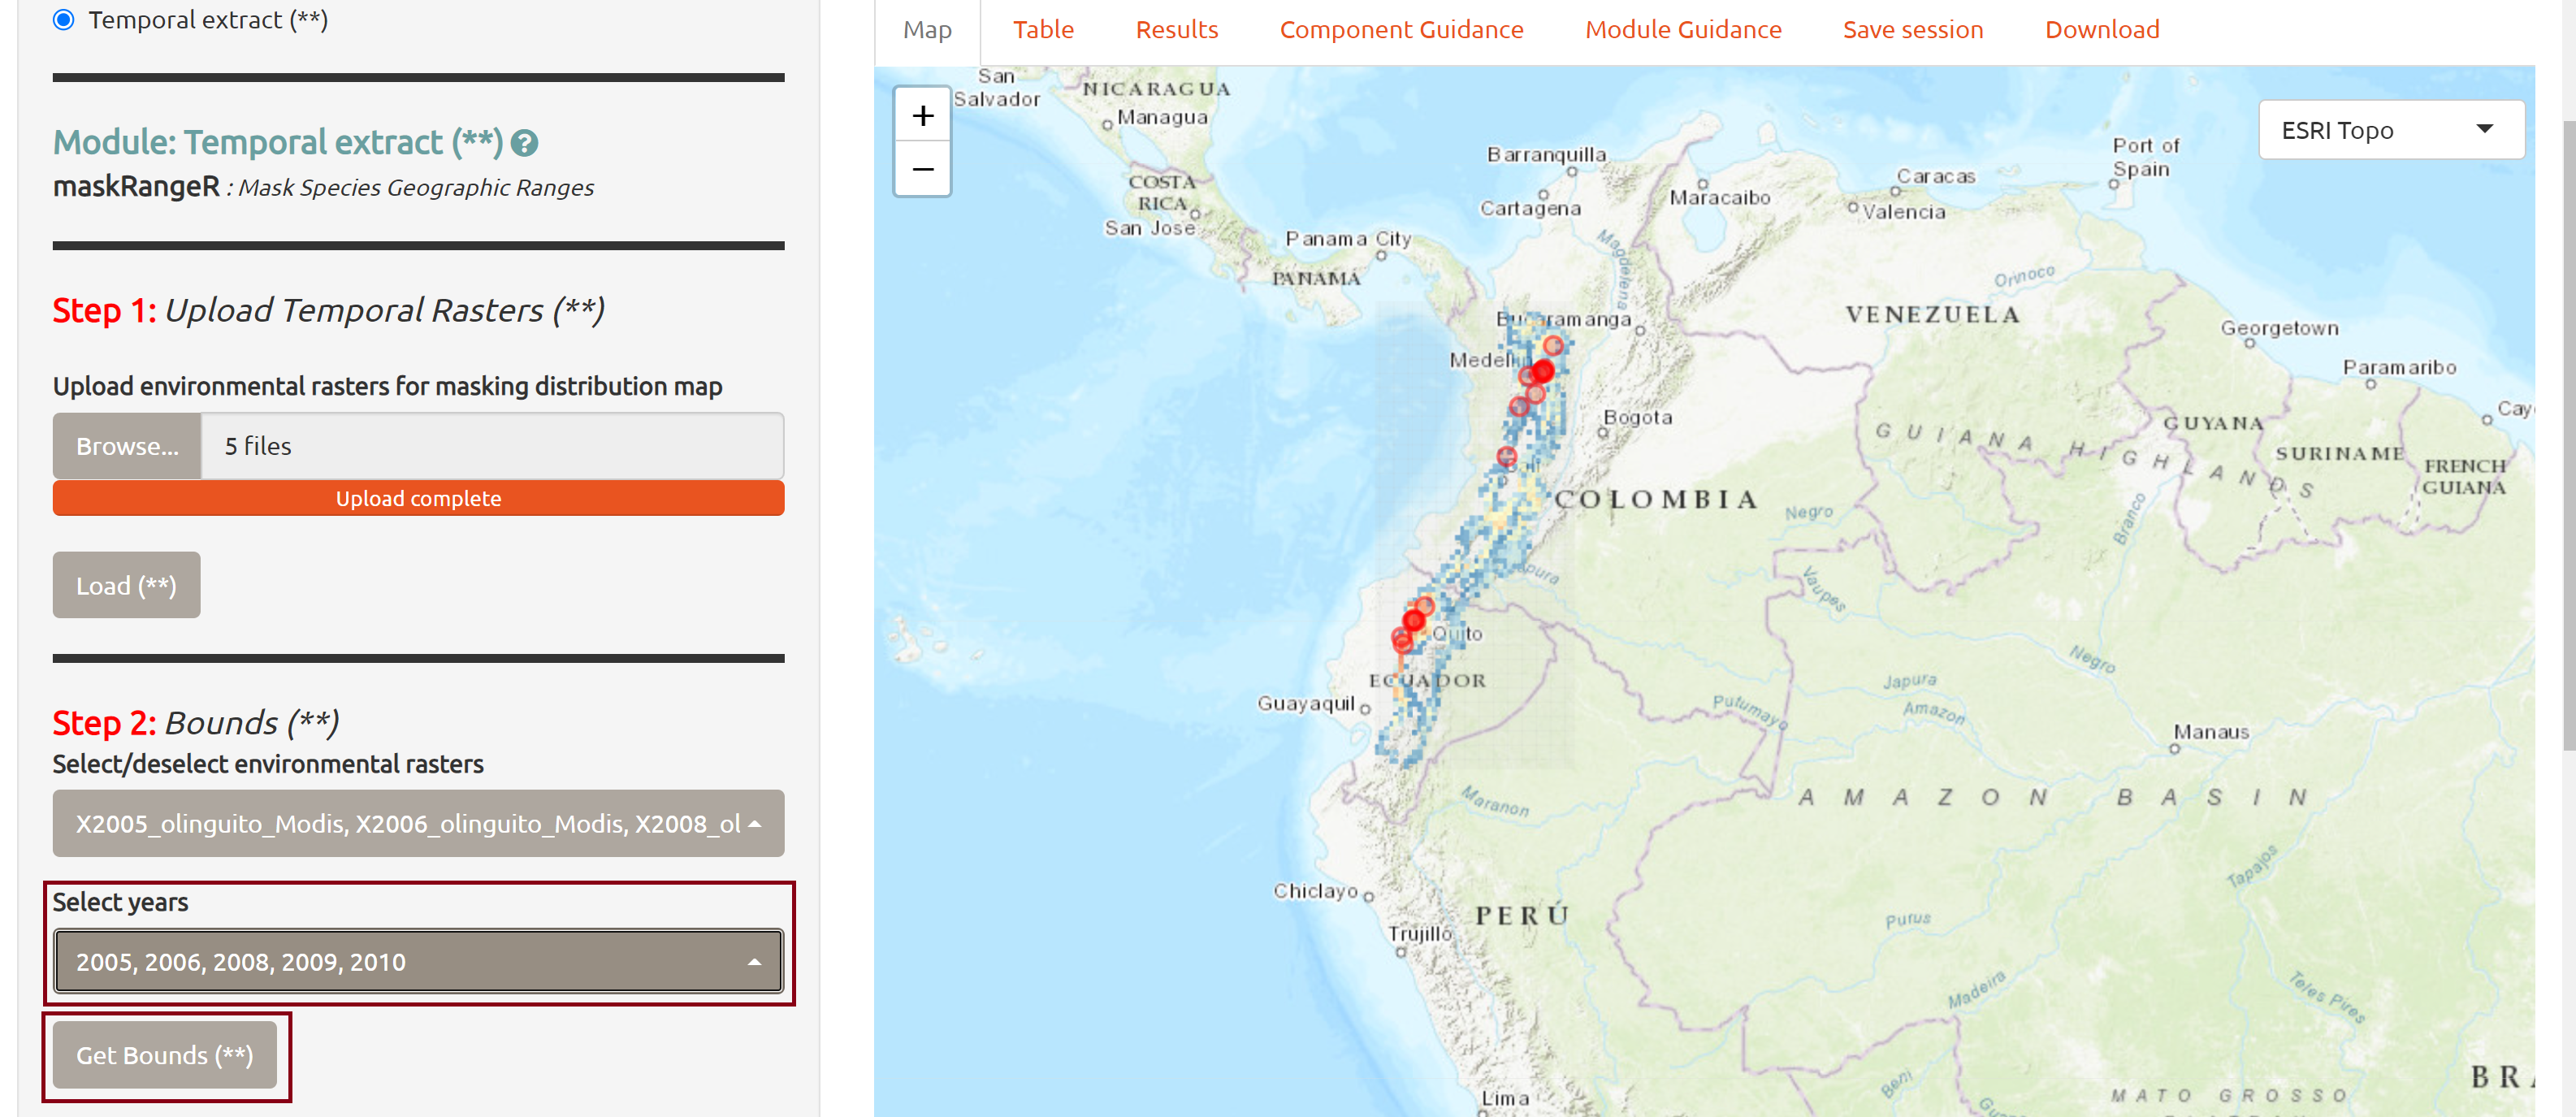 Temporal extract (**)
Module: Temporal extract (**) ?
maskRangeR : Mask Species Geographic Ranges
Step 1: Upload Temporal Rasters (**)
Upload environmental rasters for masking distribution map
Browse... 5 files
Upload complete
Load (**)
Step 2: Bounds (**)
Select/deselect environmental rasters
X2005_olinguito_Modis, X2006_olinguito_Modis, X2008_ol
Select years
2005, 2006, 2008, 2009, 2010
Get Bounds (**)
Map Table Results Component Guidance Module Guidance Save session Download
+
−
ESRI Topo
San
Salvador
NICARAGUA
Managua
COSTA
RICA
San Jose
Panama City
PANAMÁ
Barranquilla
Cartagena
Maracaibo
Caracas
Valencia
Port of
Spain
Magdelena
Orinoco
VENEZUELA
Bucaramanga
Medellin
Bogota
COLOMBIA
Georgetown
Paramaribo
Cay
GUYANA
SURINAME
FRENCH
GUIANA
GUIANA HIGHLANDS
Negro
Branco
Vaupes
Quito
ECUADOR
Guayaquil
Negro
Japura
Putumayo
Amazon
Manaus
Maranon
AMAZON BASIN
Tapajos
Chiclayo
PERÚ
Purus
Trujillo
Madeira
Teles Pires
Beni
Lima
MATO GROSSO